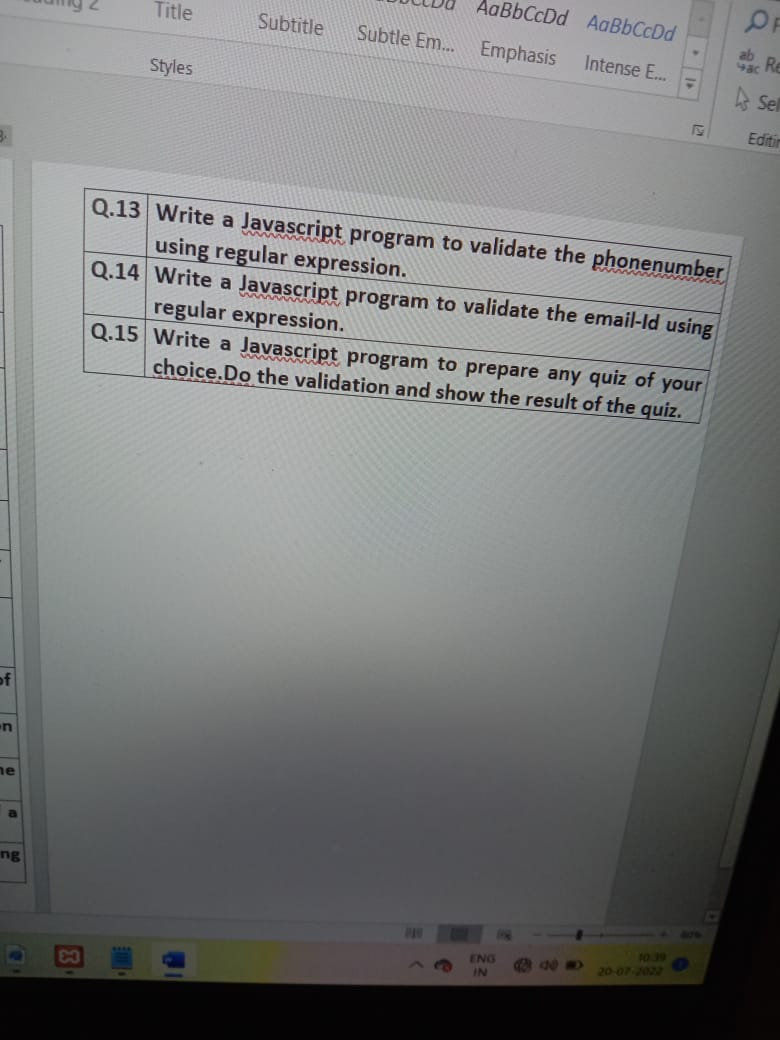 Title
Subtitle
Subtle Em...
AaBbCcDd
Emphasis
AaBbCcDd
Intense E...
Styles
ab
ac Re
Sel
Q.13 Write a Javascript program to validate the phonenumber
using regular expression.
Q.14 Write a Javascript program to validate the email-Id using
regular expression.
Q.15 Write a Javascript program to prepare any quiz of your
choice.Do the validation and show the result of the quiz.
of
a
ng
ENG
IN
10:39
20-07-2022